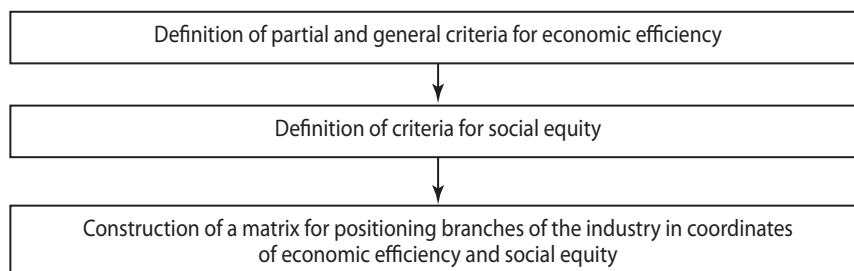 Definition of partial and general criteria for economic efficiency
Definition of criteria for social equity
Construction of a matrix for positioning branches of the industry in coordinates
of economic efficiency and social equity